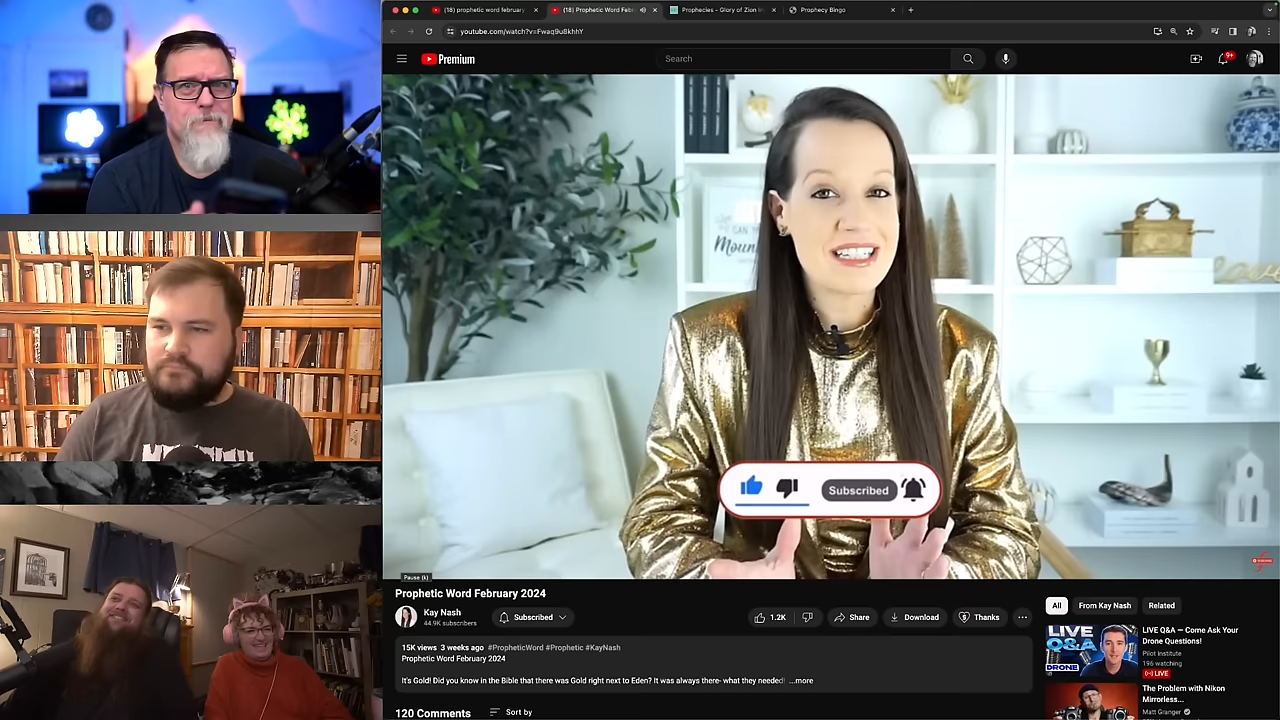 (18) prophetic word february
(18) Prophetic Word Feb
Prophecies - Glory of Zion
Prophecy Bingo
youtube.com/watch?v=Fwaq9u8khhY
Premium
Search
9+
Subscribed
Pause (k)
Prophetic Word February 2024
Kay Nash
44.9K subscribers
Subscribed
1.2K
Share
Download
Thanks
15K views 3 weeks ago #PropheticWord #Prophetic #KayNash
Prophetic Word February 2024
It's Gold! Did you know in the Bible that there was Gold right next to Eden? It was always there- what they needed! ...more
120 Comments
Sort by
All
From Kay Nash
Related
LIVE Q&A
DRONE
LIVE Q&A — Come Ask Your
Drone Questions!
Pilot Institute
196 watching
LIVE
The Problem with Nikon
Mirrorless...
Matt Granger